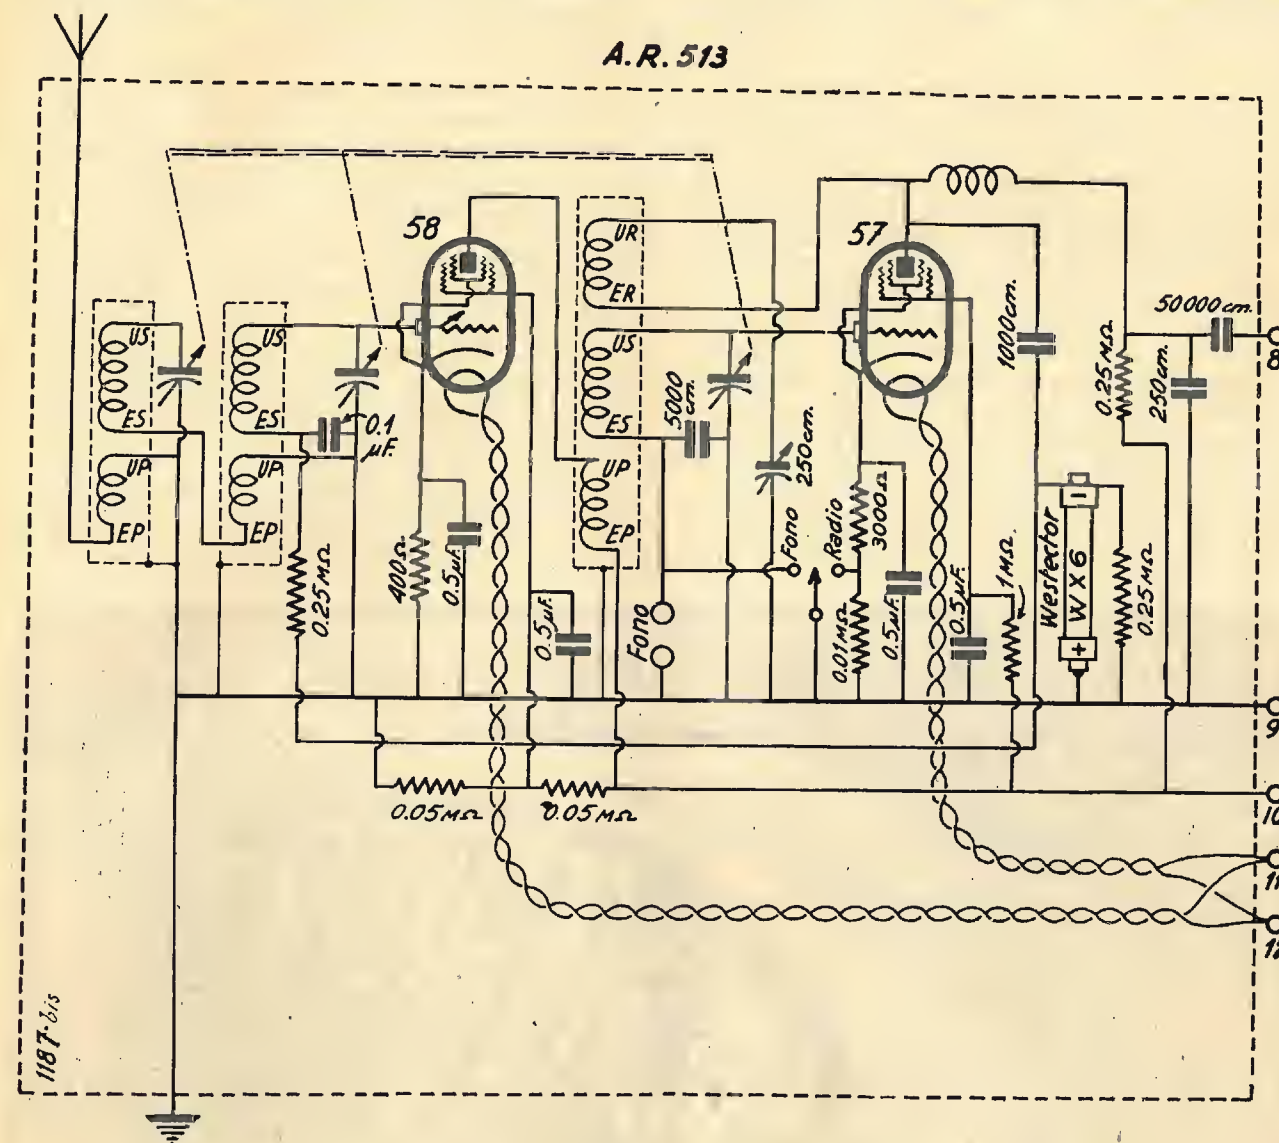 A.R. 513
58
57
UR
ER
US
ES
UP
EP
US
ES
UP
EP
US
ES
UP
EP
0.1
μF.
5000
cm.
250 cm.
1000 cm.
50000 cm.
0.25 MΩ
250 cm.
8
400 Ω
0.5 μF.
0.25 MΩ
0.5 μF.
Fono
Fono
Radio
3000 Ω
0.01 MΩ
0.5 μF.
0.5 μF.
1 MΩ
Westector
W X 6
-
+
0.25 MΩ
9
0.05 MΩ
0.05 MΩ
10
11
12
1187-bis